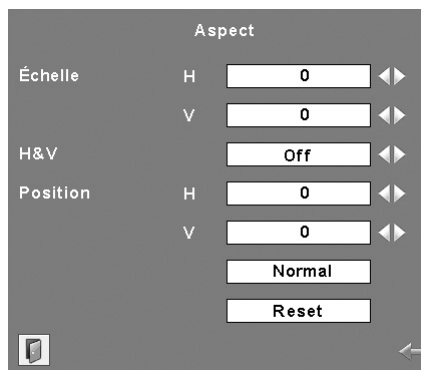 Aspect
Échelle H 0
V 0
H&V Off
Position H 0
V 0
Normal
Reset